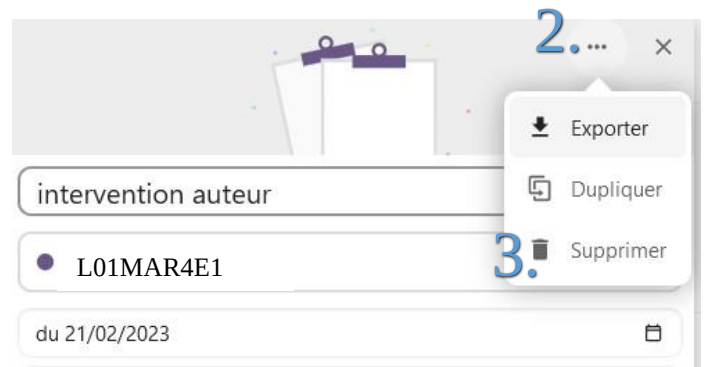 2. ...
Exporter
intervention auteur
Dupliquer
3. Supprimer
L01MAR4E1
du 21/02/2023